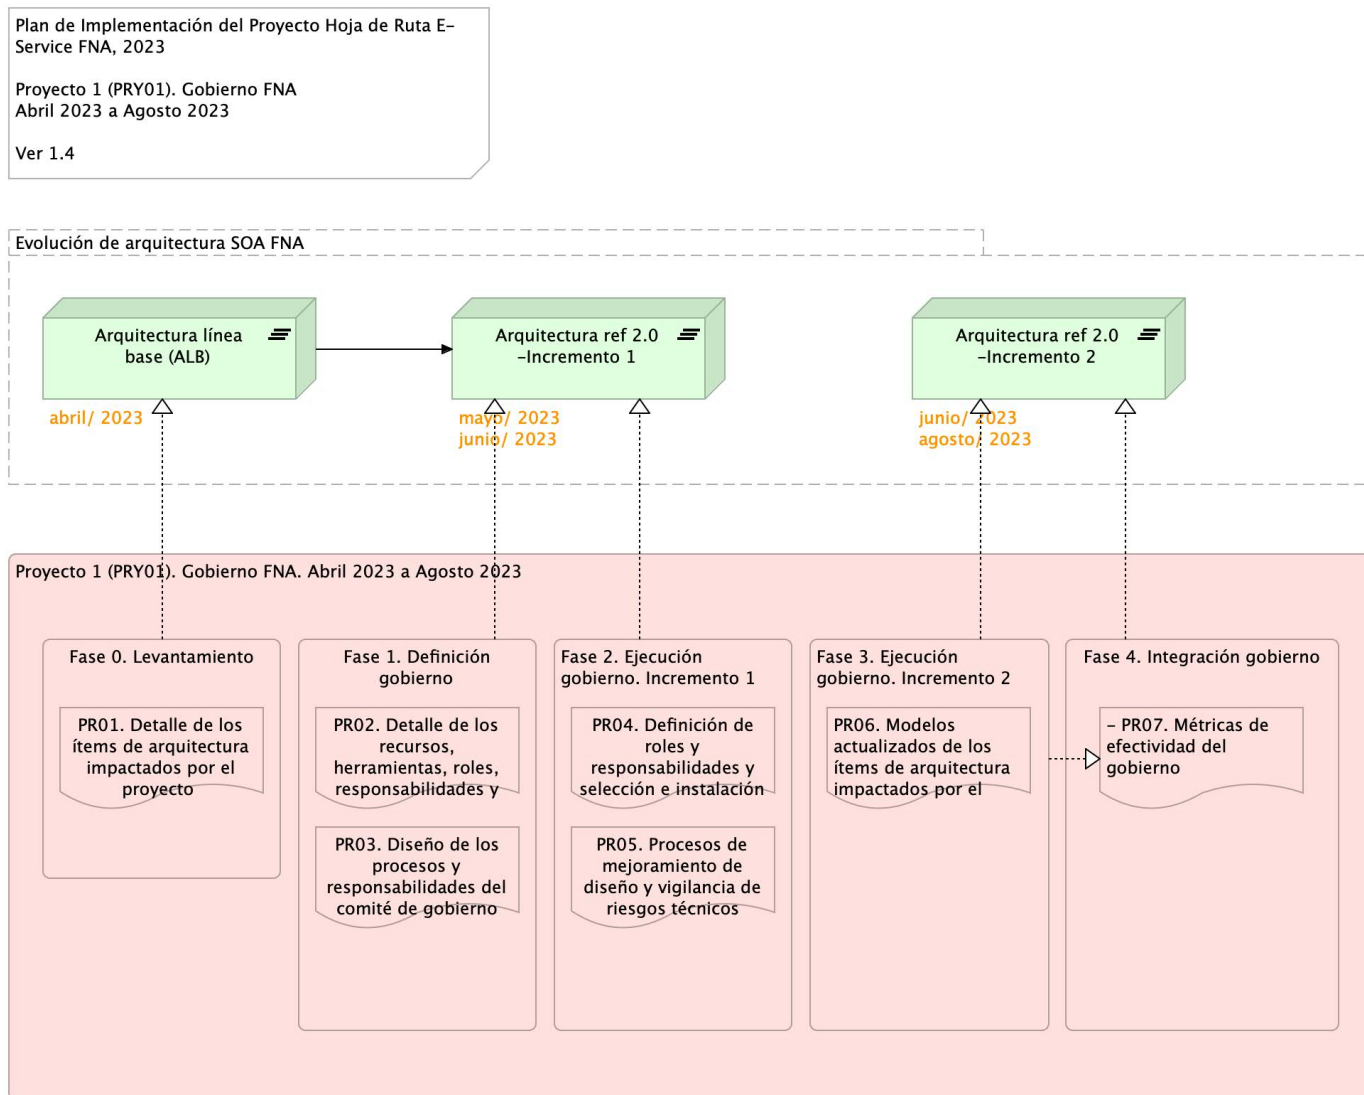 Plan de Implementación del Proyecto Hoja de Ruta E-
Service FNA, 2023
Proyecto 1 (PRY01). Gobierno FNA
Abril 2023 a Agosto 2023
Ver 1.4
Evolución de arquitectura SOA FNA
Arquitectura línea
base (ALB)
abril/ 2023
Arquitectura ref 2.0
-Incremento 1
mayo/ 2023
junio/ 2023
Arquitectura ref 2.0
-Incremento 2
junio/ 2023
agosto/ 2023
Proyecto 1 (PRY01). Gobierno FNA. Abril 2023 a Agosto 2023
Fase 0. Levantamiento
PR01. Detalle de los
ítems de arquitectura
impactados por el
proyecto
Fase 1. Definición
gobierno
PR02. Detalle de los
recursos,
herramientas, roles,
responsabilidades y
PR03. Diseño de los
procesos y
responsabilidades del
comité de gobierno
Fase 2. Ejecución
gobierno. Incremento 1
PR04. Definición de
roles y
responsabilidades y
selección e instalación
PR05. Procesos de
mejoramiento de
diseño y vigilancia de
riesgos técnicos
Fase 3. Ejecución
gobierno. Incremento 2
PR06. Modelos
actualizados de los
ítems de arquitectura
impactados por el
Fase 4. Integración gobierno
- PR07. Métricas de
efectividad del
gobierno